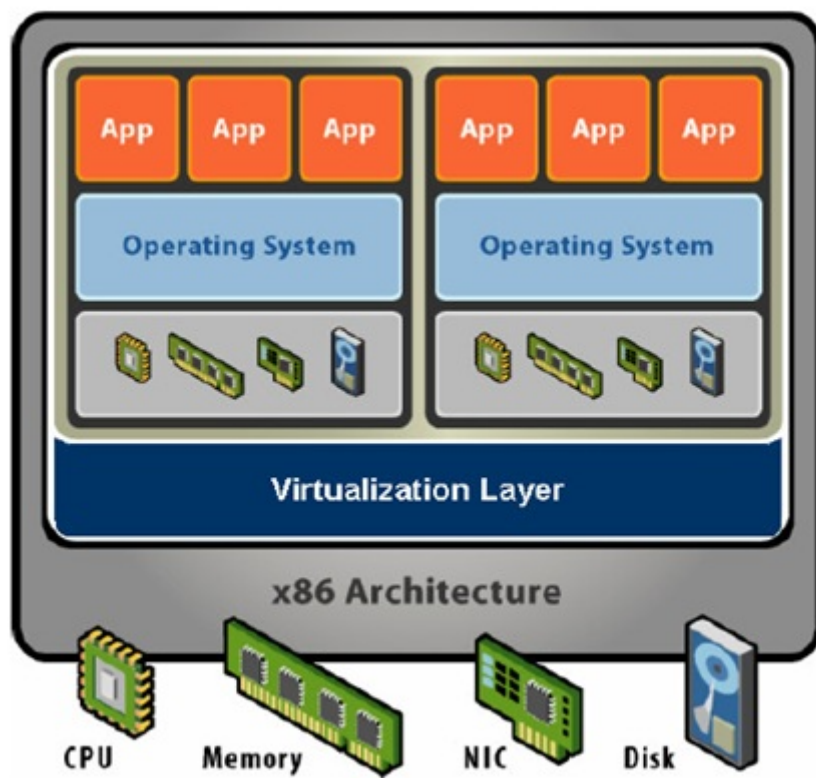 App App App App App App
Operating System Operating System
Virtualization Layer
x86 Architecture
CPU Memory NIC Disk